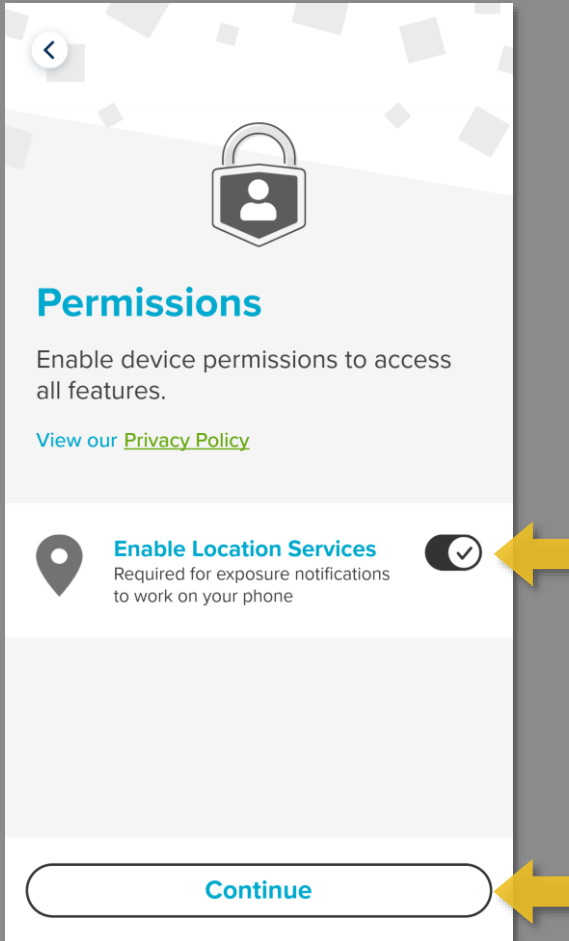 Permissions
Enable device permissions to access
all features.
View our Privacy Policy
Enable Location Services
Required for exposure notifications
to work on your phone
Continue